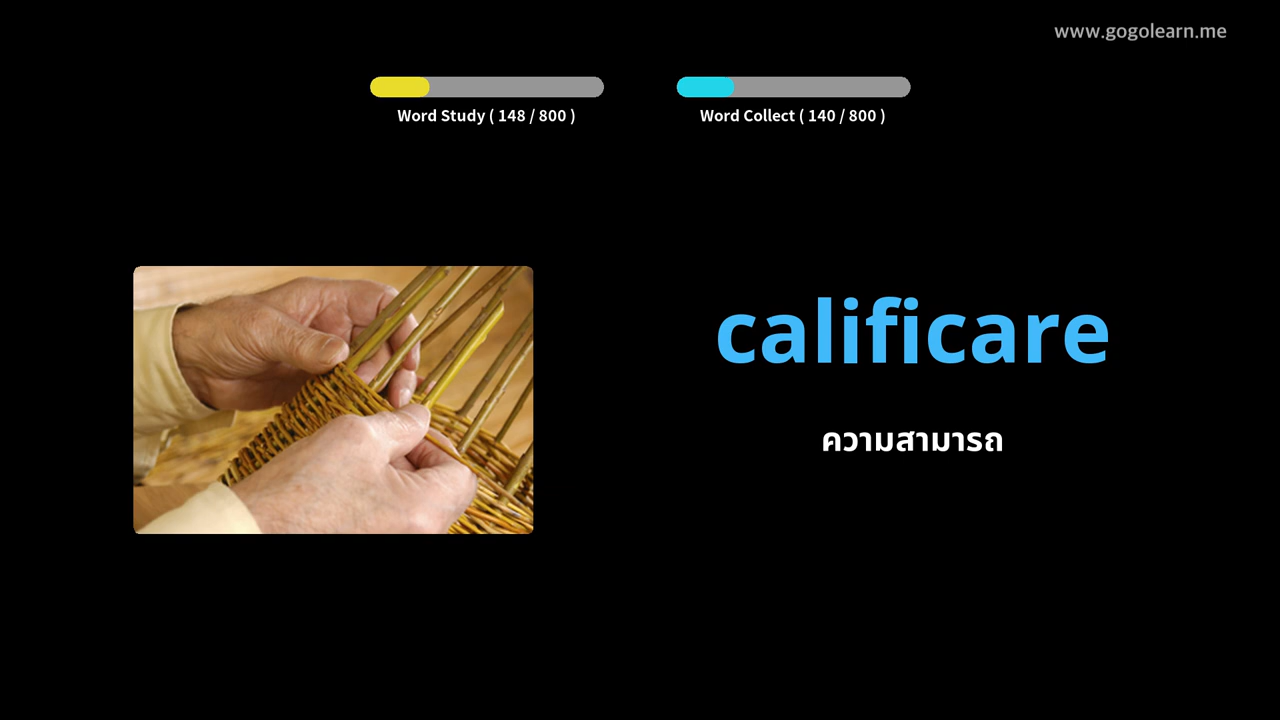 www.gogolearn.me
Word Study ( 148 / 800 )
Word Collect ( 140 / 800 )
calificare
ความสามารถ